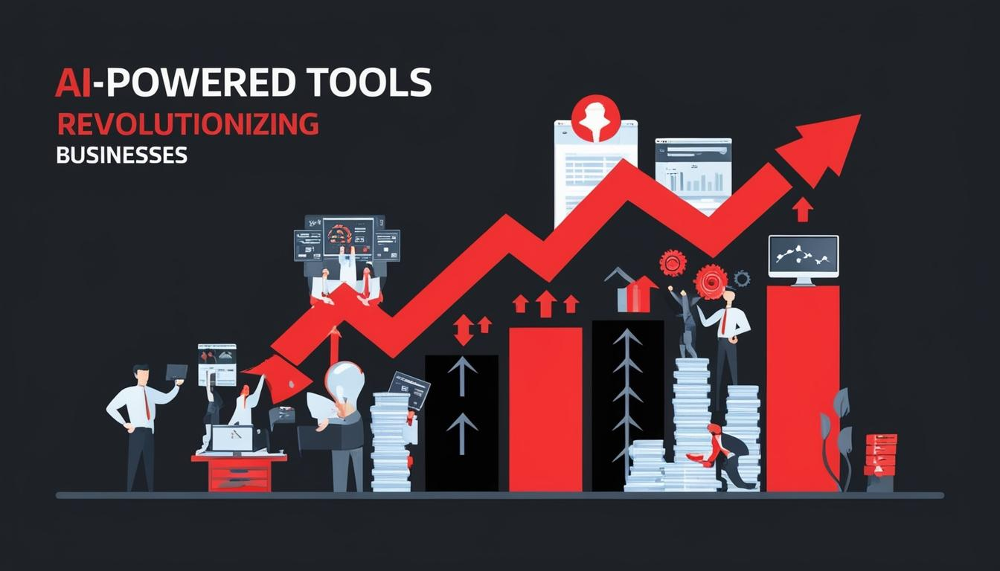 AI-POWERED TOOLS
REVOLUTIONIZING
BUSINESSES